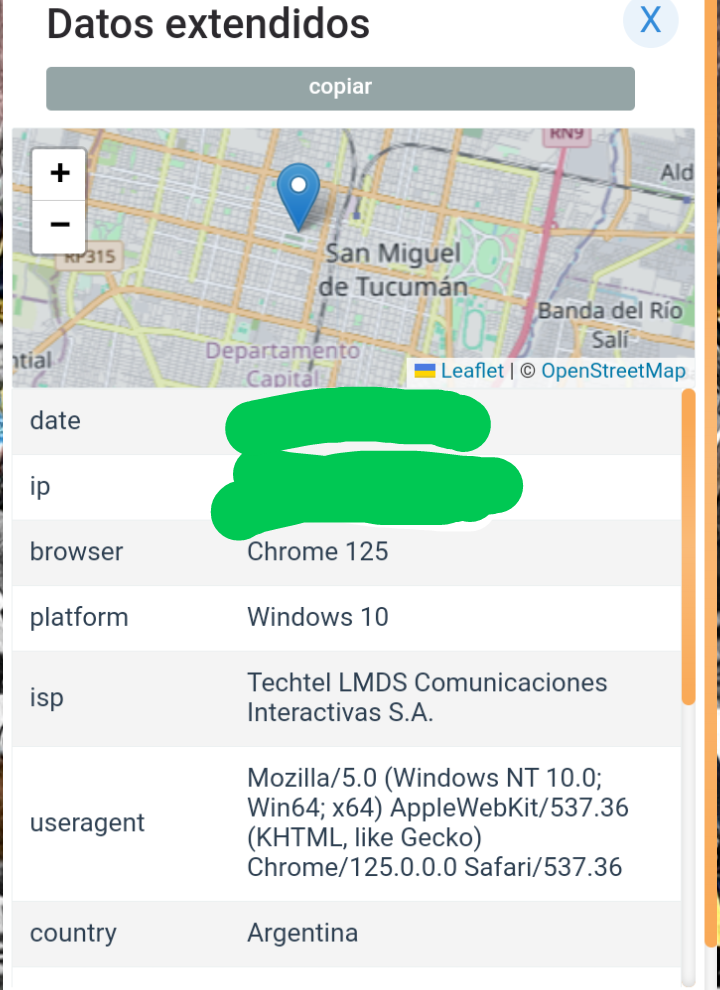 Datos extendidos
X
copiar
+
−
RN9
Ald
RP315
San Miguel
de Tucumán
Banda del Río
Salí
ntial
Departamento
Capital
Leaflet | © OpenStreetMap
date
ip
browser Chrome 125
platform Windows 10
isp Techtel LMDS Comunicaciones
Interactivas S.A.
useragent Mozilla/5.0 (Windows NT 10.0;
Win64; x64) AppleWebKit/537.36
(KHTML, like Gecko)
Chrome/125.0.0.0 Safari/537.36
country Argentina